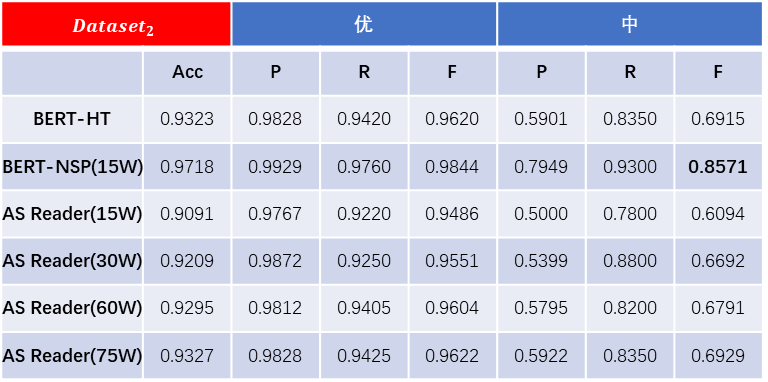 Dataset₂ 优 中
Acc P R F P R F
BERT-HT 0.9323 0.9828 0.9420 0.9620 0.5901 0.8350 0.6915
BERT-NSP(15W) 0.9718 0.9929 0.9760 0.9844 0.7949 0.9300 0.8571
AS Reader(15W) 0.9091 0.9767 0.9220 0.9486 0.5000 0.7800 0.6094
AS Reader(30W) 0.9209 0.9872 0.9250 0.9551 0.5399 0.8800 0.6692
AS Reader(60W) 0.9295 0.9812 0.9405 0.9604 0.5795 0.8200 0.6791
AS Reader(75W) 0.9327 0.9828 0.9425 0.9622 0.5922 0.8350 0.6929